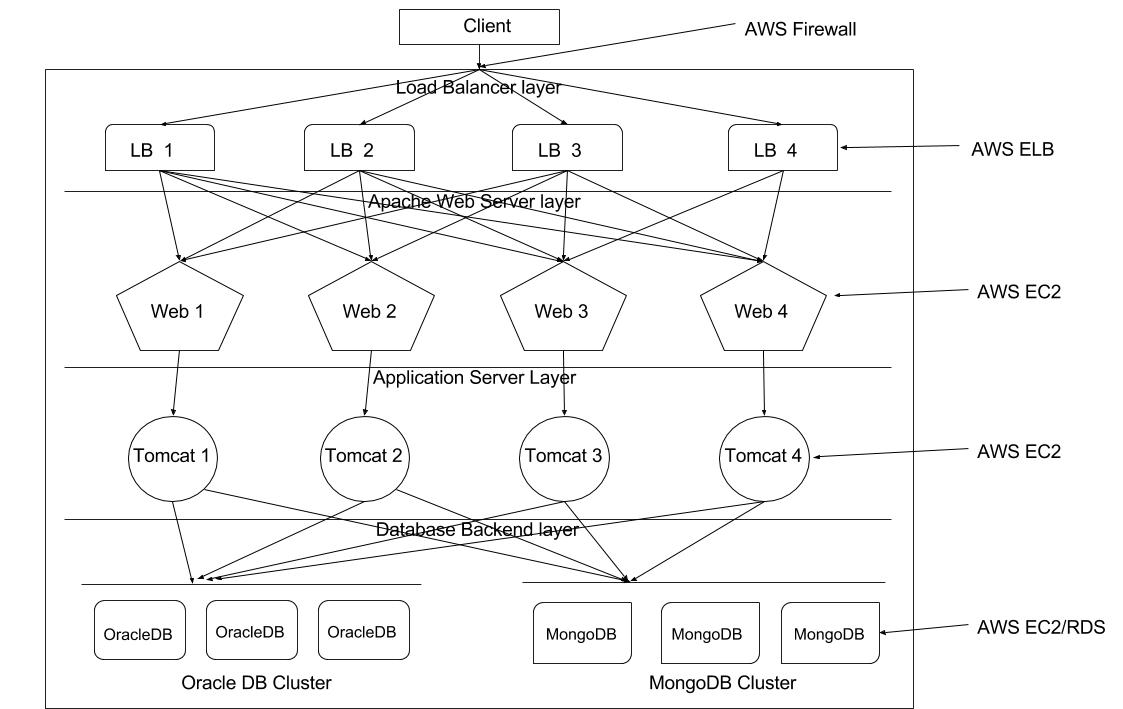 Client
AWS Firewall
Load Balancer layer
LB 1
LB 2
LB 3
LB 4
AWS ELB
Apache Web Server layer
Web 1
Web 2
Web 3
Web 4
AWS EC2
Application Server Layer
Tomcat 1
Tomcat 2
Tomcat 3
Tomcat 4
AWS EC2
Database Backend layer
OracleDB
OracleDB
OracleDB
MongoDB
MongoDB
MongoDB
AWS EC2/RDS
Oracle DB Cluster
MongoDB Cluster